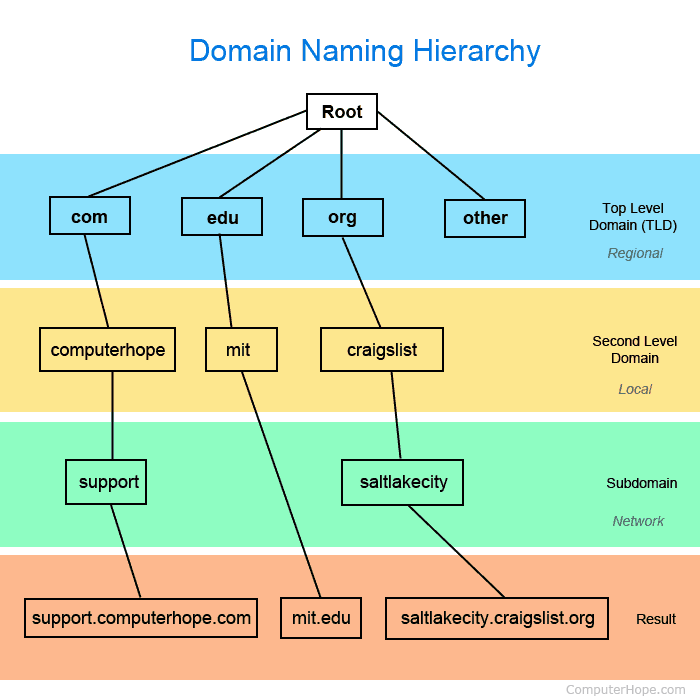 Domain Naming Hierarchy
Root
com
edu
org
other
Top Level
Domain (TLD)
Regional
computerhope
mit
craigslist
Second Level
Domain
Local
support
saltlakecity
Subdomain
Network
support.computerhope.com
mit.edu
saltlakecity.craigslist.org
Result
ComputerHope.com